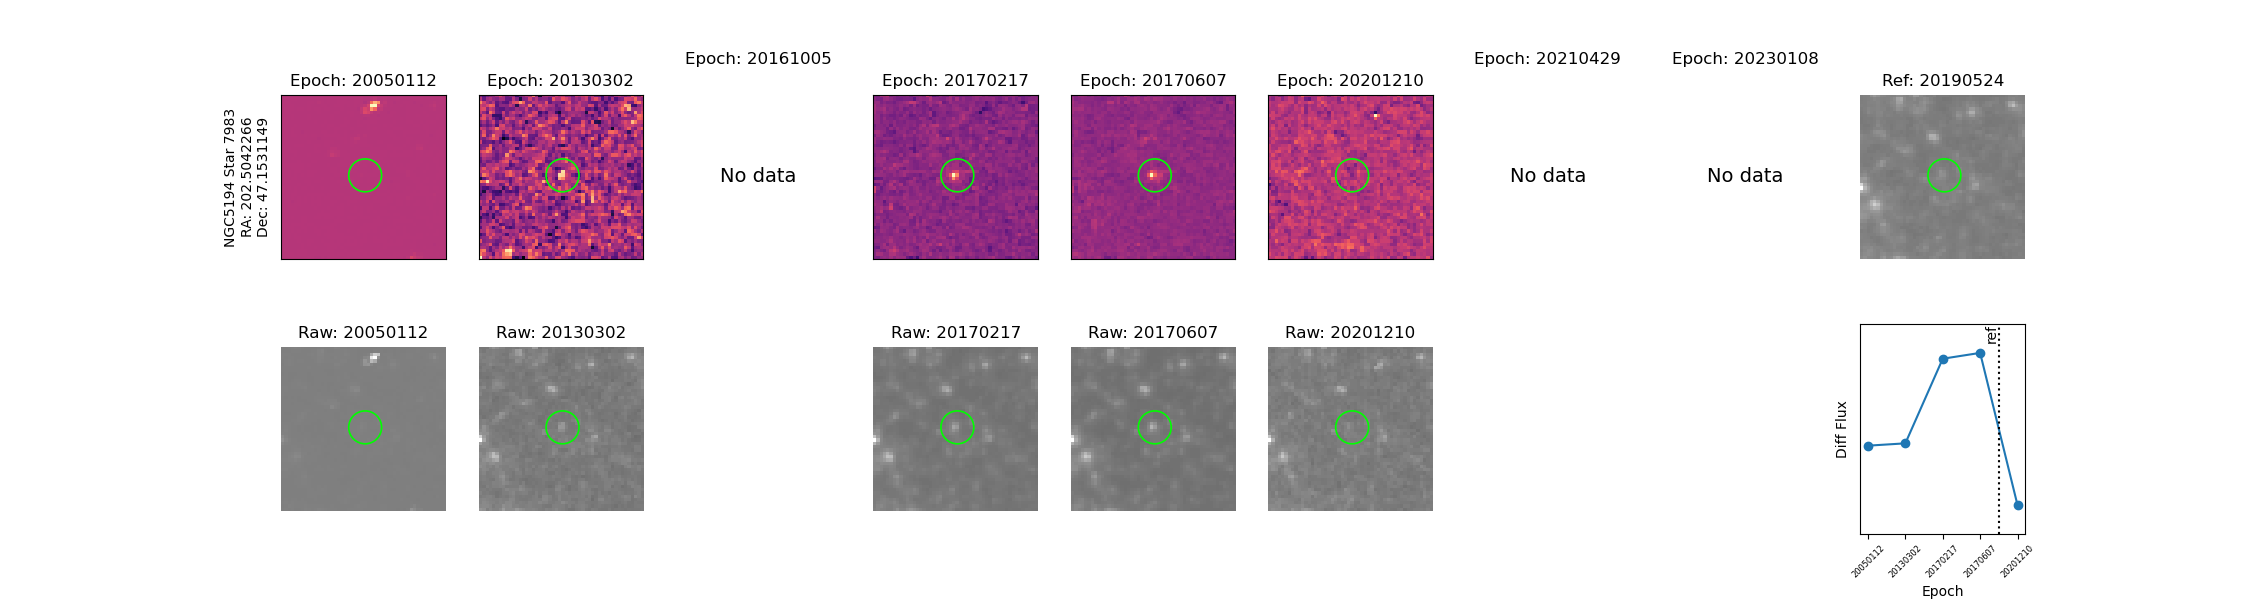 Epoch: 20161005
Epoch: 20210429
Epoch: 20230108
Epoch: 20050112
Epoch: 20130302
Epoch: 20170217
Epoch: 20170607
Epoch: 20201210
Ref: 20190524
NGC5194 Star 7983
RA: 202.5042266
Dec: 47.1531149
No data
No data
No data
Raw: 20050112
Raw: 20130302
Raw: 20170217
Raw: 20170607
Raw: 20201210
ref
Diff Flux
20050112
20130302
20170217
20170607
20201210
Epoch